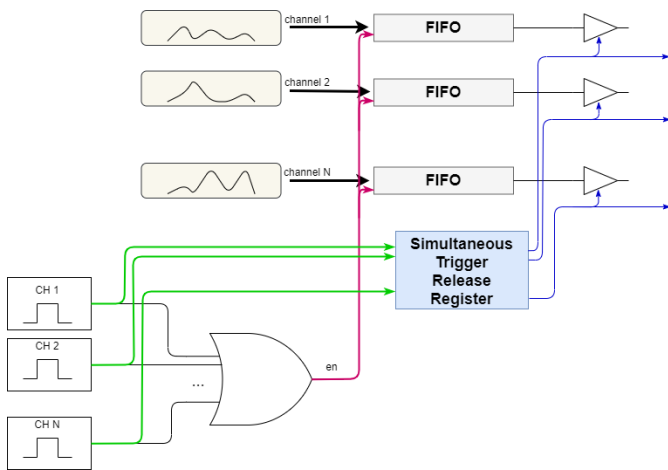 channel 1
FIFO
channel 2
FIFO
channel N
FIFO
Simultaneous
Trigger
Release
Register
CH 1
CH 2
en
...
CH N